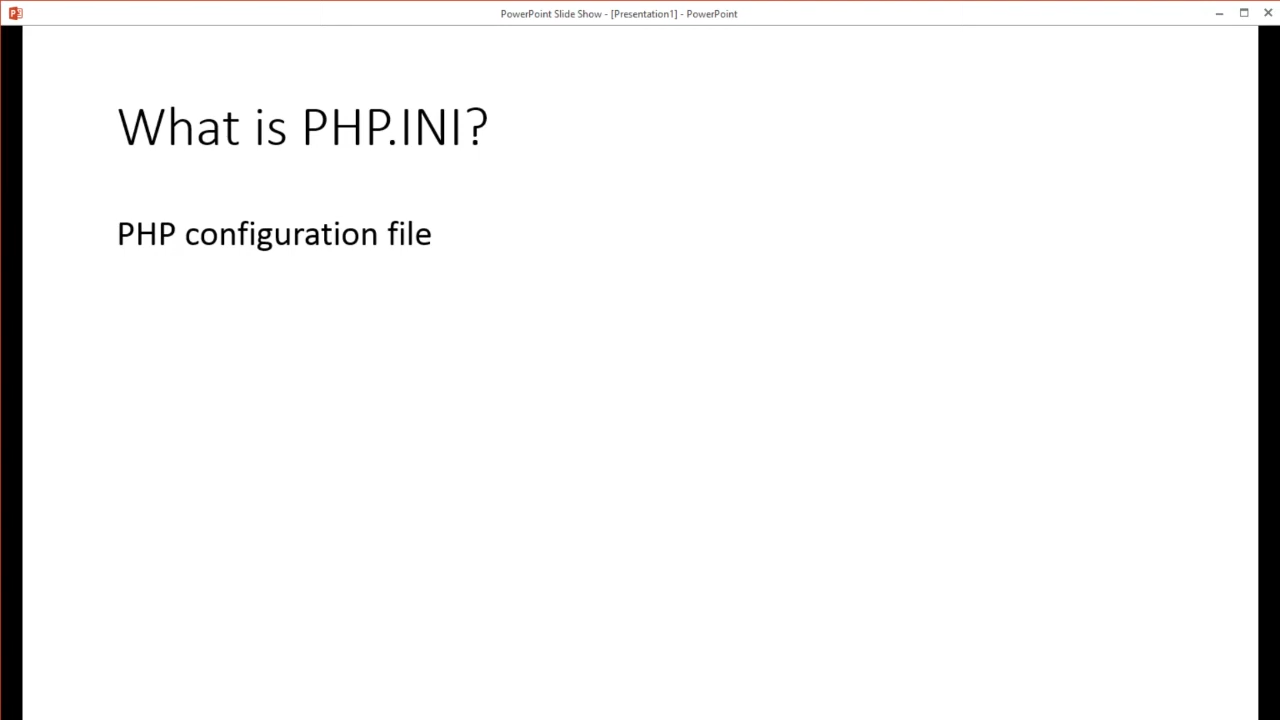 PowerPoint Slide Show - [Presentation1] - PowerPoint
What is PHP.INI?
PHP configuration file